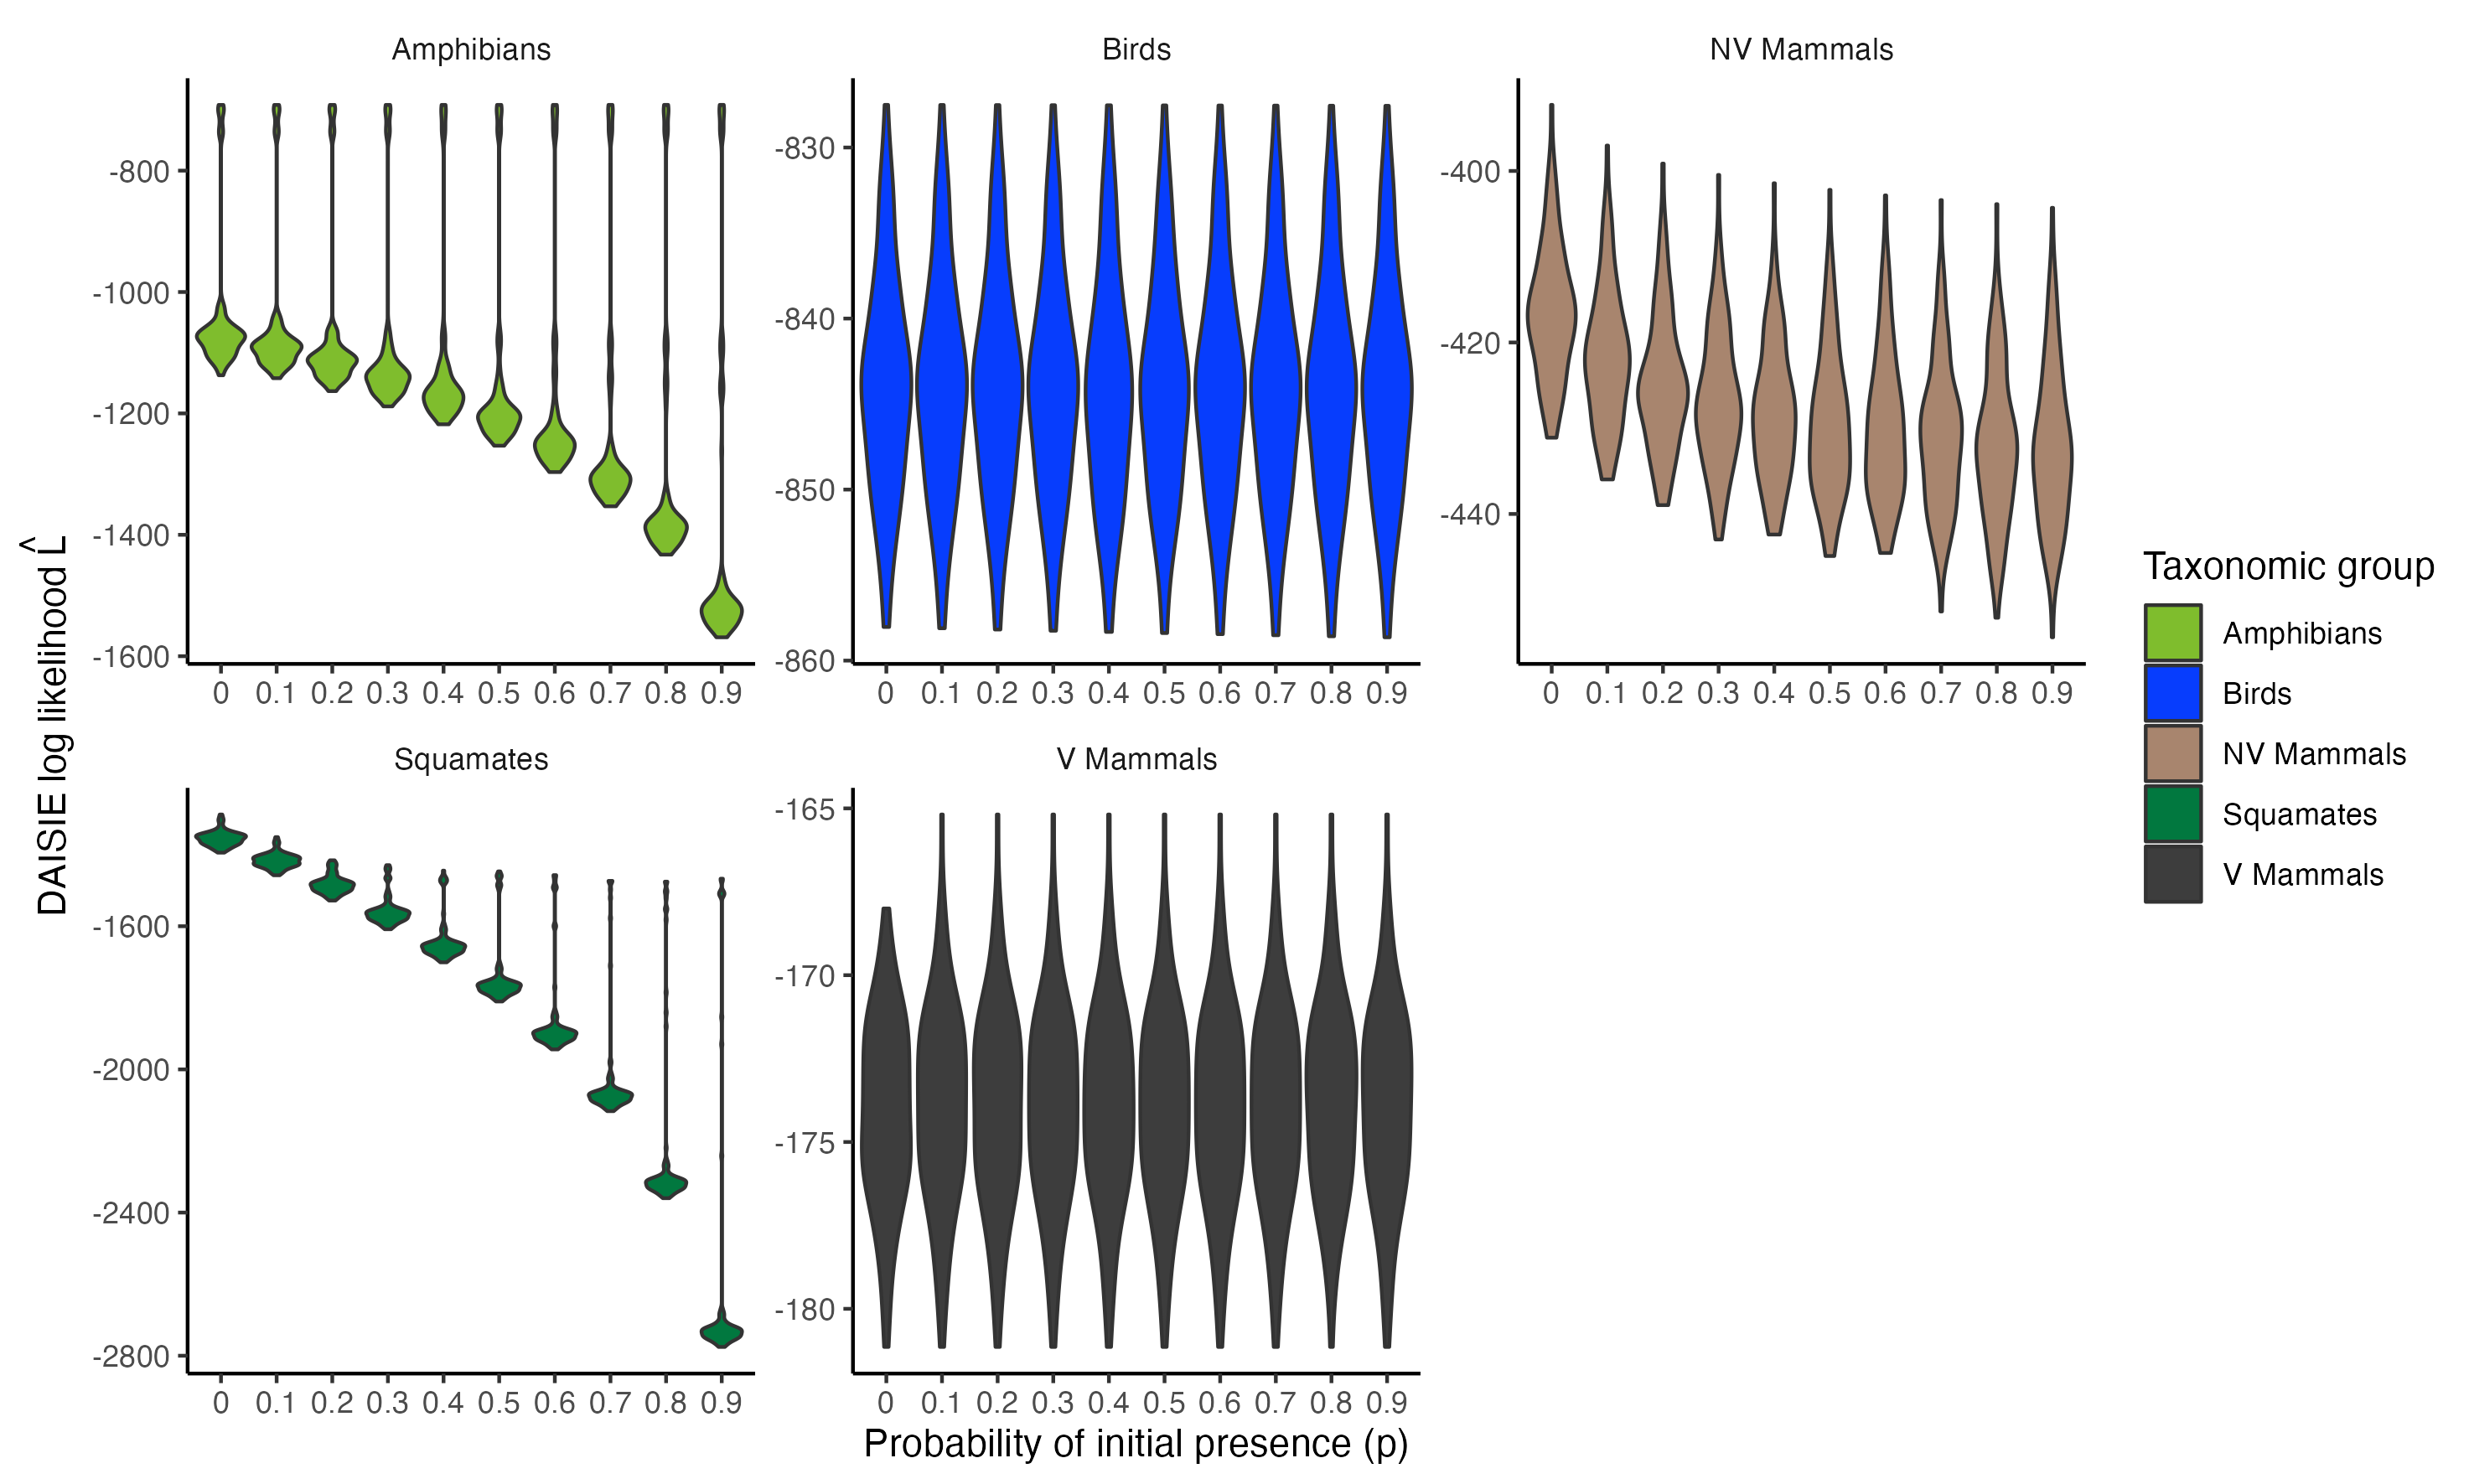 Amphibians
-800
-1000
-1200
-1400
-1600
0 0.1 0.2 0.3 0.4 0.5 0.6 0.7 0.8 0.9
Birds
-830
-840
-850
-860
0 0.1 0.2 0.3 0.4 0.5 0.6 0.7 0.8 0.9
NV Mammals
-400
-420
-440
0 0.1 0.2 0.3 0.4 0.5 0.6 0.7 0.8 0.9
DAISIE log likelihood L̂
Squamates
-1600
-2000
-2400
-2800
0 0.1 0.2 0.3 0.4 0.5 0.6 0.7 0.8 0.9
V Mammals
-165
-170
-175
-180
0 0.1 0.2 0.3 0.4 0.5 0.6 0.7 0.8 0.9
Probability of initial presence (p)
Taxonomic group
Amphibians
Birds
NV Mammals
Squamates
V Mammals